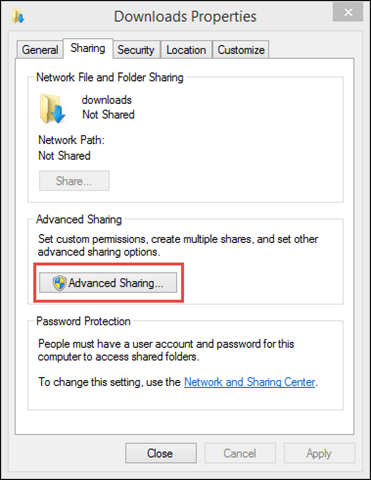 Downloads Properties
General Sharing Security Location Customize
Network File and Folder Sharing
downloads
Not Shared
Network Path:
Not Shared
Share...
Advanced Sharing
Set custom permissions, create multiple shares, and set other
advanced sharing options.
Advanced Sharing...
Password Protection
People must have a user account and password for this
computer to access shared folders.
To change this setting, use the Network and Sharing Center.
Close Cancel Apply